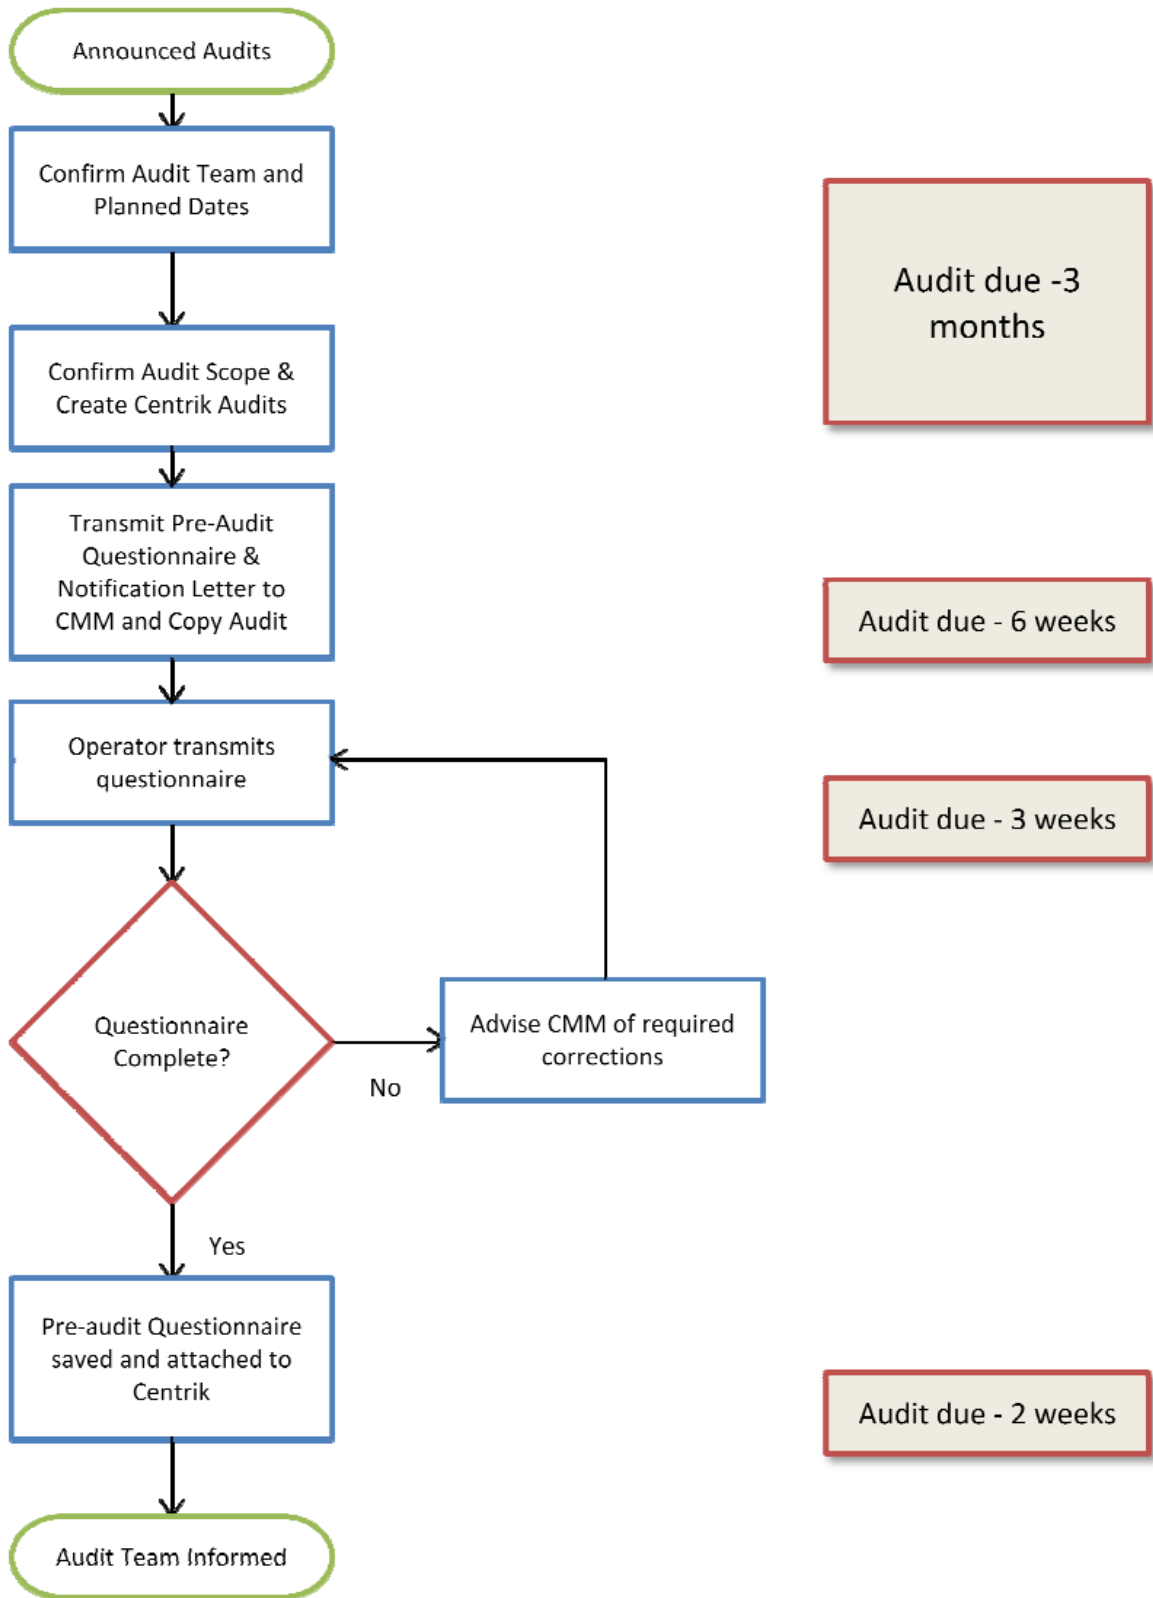 Announced Audits
Confirm Audit Team and
Planned Dates
Audit due -3
months
Confirm Audit Scope &
Create Centrik Audits
Transmit Pre-Audit
Questionnaire &
Notification Letter to
CMM and Copy Audit
Audit due - 6 weeks
Operator transmits
questionnaire
Audit due - 3 weeks
Questionnaire
Complete?
No
Advise CMM of required
corrections
Yes
Pre-audit Questionnaire
saved and attached to
Centrik
Audit due - 2 weeks
Audit Team Informed